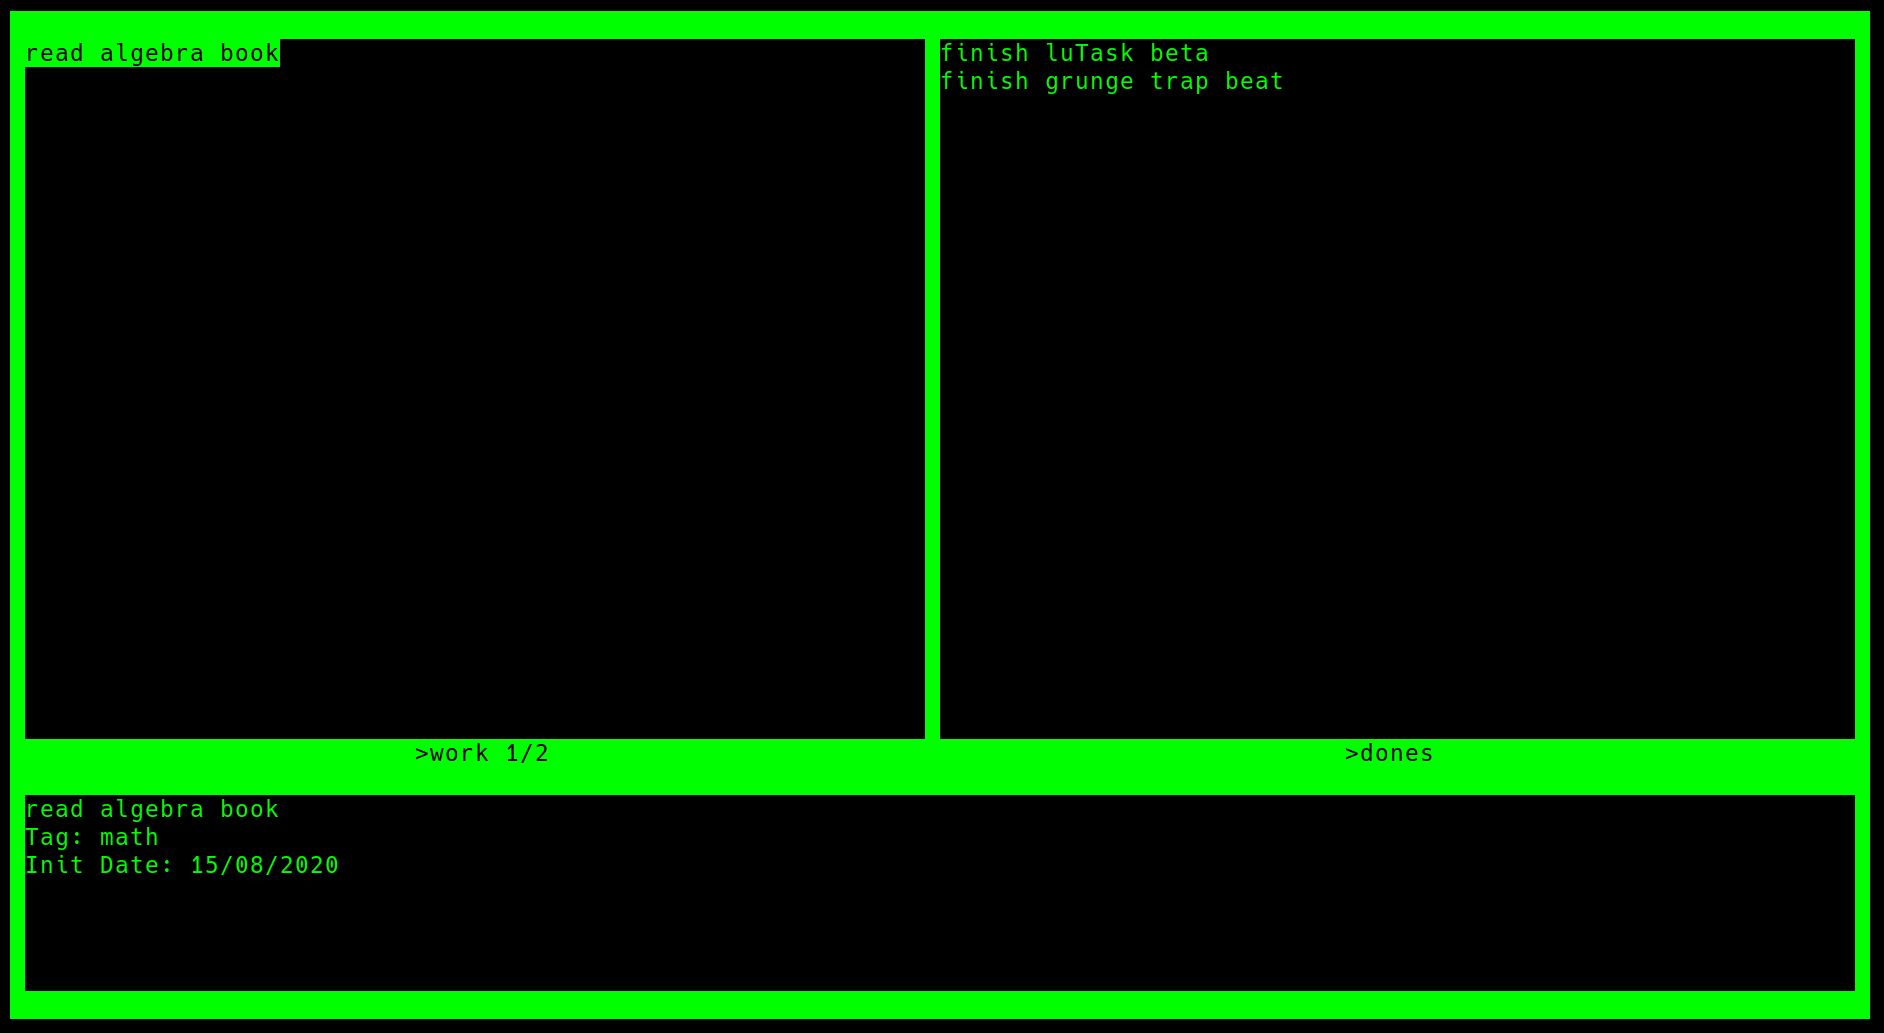 read algebra book
finish luTask beta
finish grunge trap beat
>work 1/2
>dones
read algebra book
Tag: math
Init Date: 15/08/2020